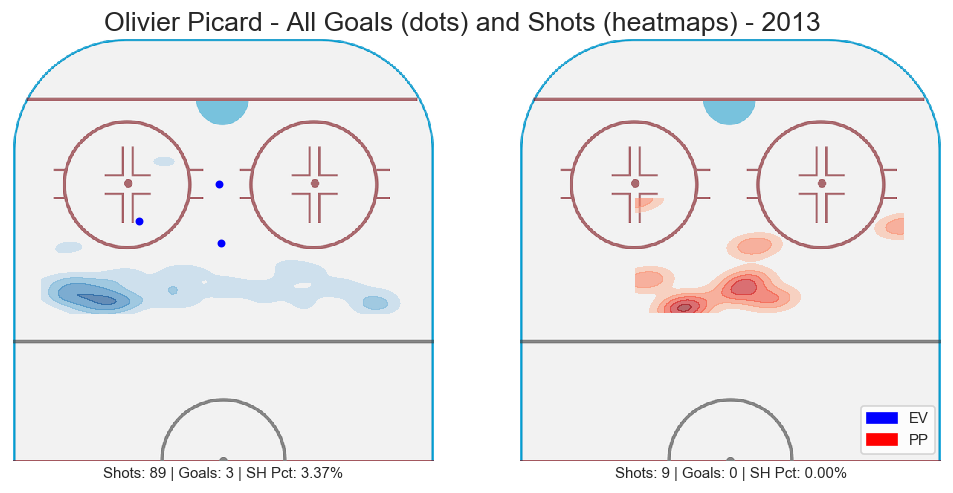 Olivier Picard - All Goals (dots) and Shots (heatmaps) - 2013
EV
PP
Shots: 89 | Goals: 3 | SH Pct: 3.37%
Shots: 9 | Goals: 0 | SH Pct: 0.00%